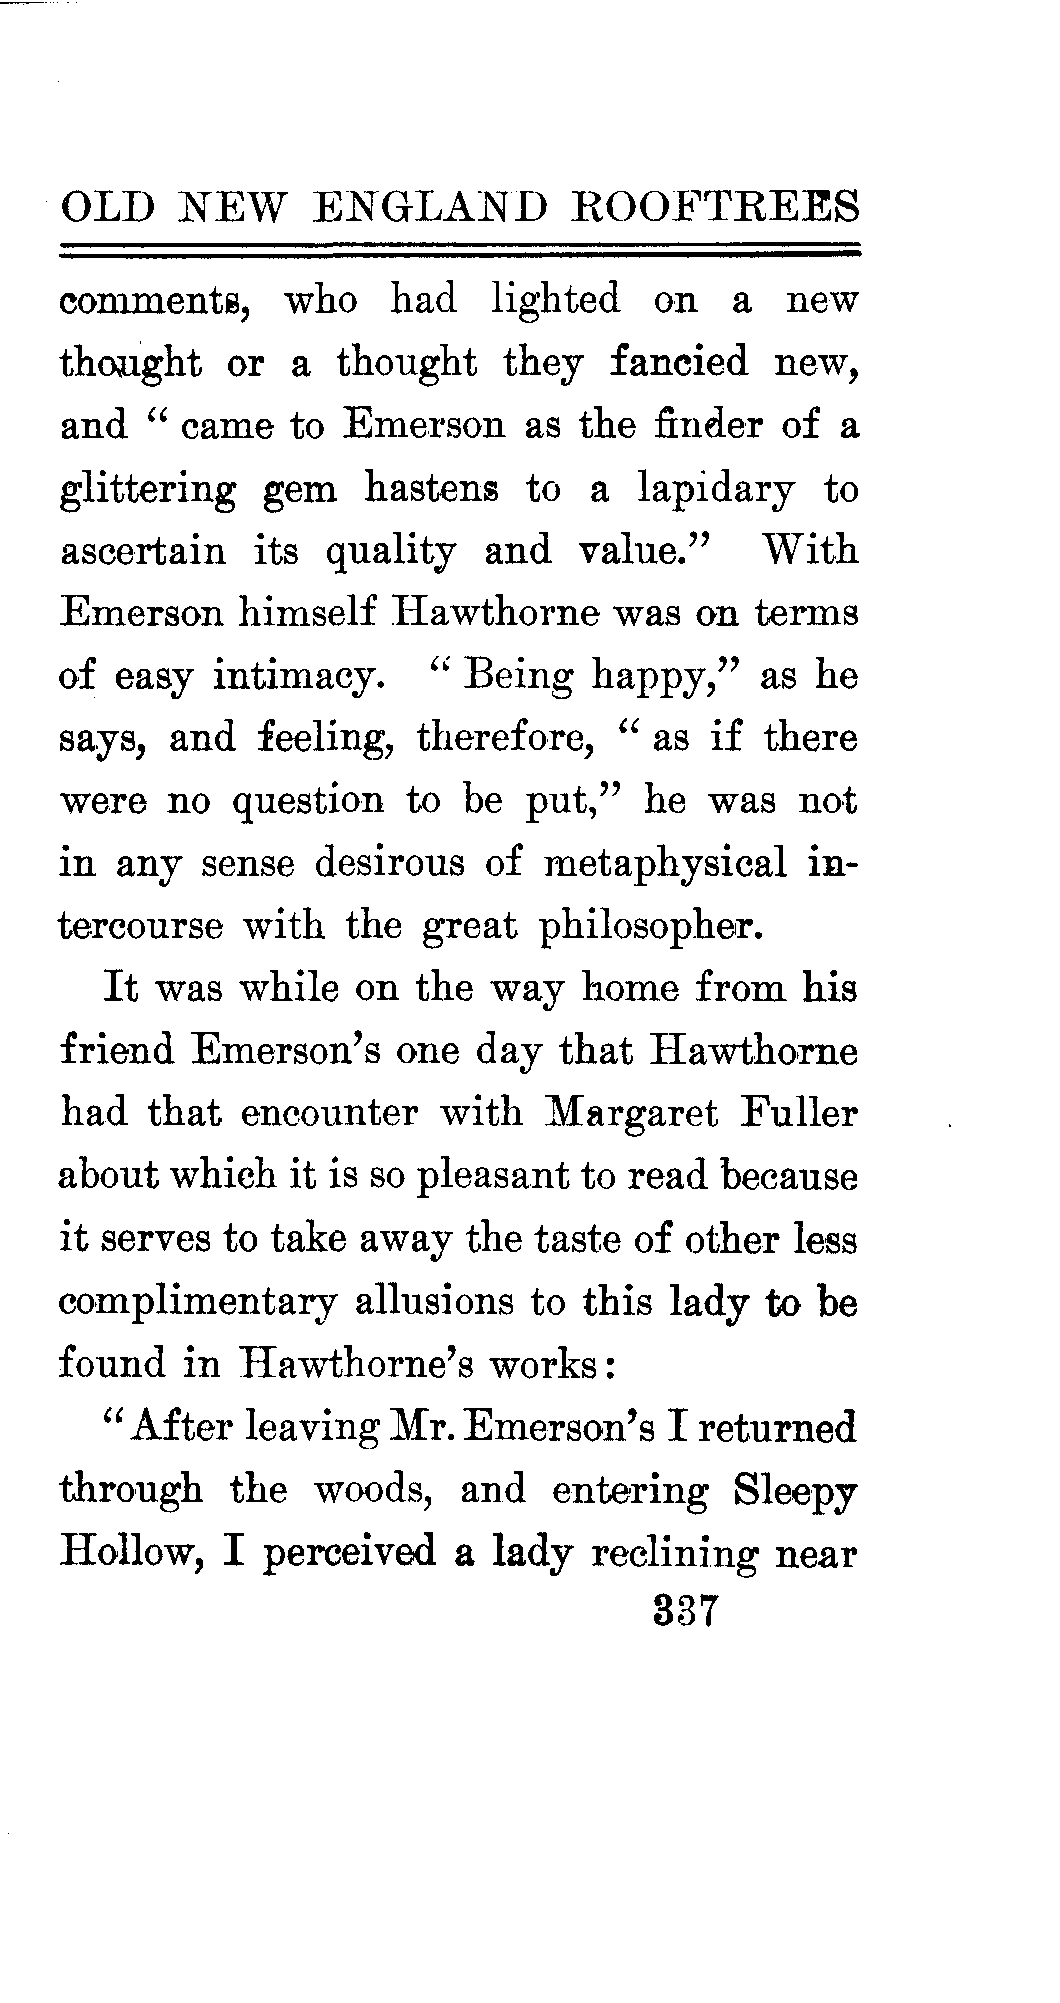 OLD NEW ENGLAND ROOFTREES
comments, who had lighted on a new
thought or a thought they fancied new,
and “ came to Emerson as the finder of a
glittering gem hastens to a lapidary to
ascertain its quality and value.” With
Emerson himself Hawthorne was on terms
of easy intimacy. “ Being happy,” as he
says, and feeling, therefore, “ as if there
were no question to be put,” he was not
in any sense desirous of metaphysical in-
tercourse with the great philosopher.
It was while on the way home from his
friend Emerson’s one day that Hawthorne
had that encounter with Margaret Fuller
about which it is so pleasant to read because
it serves to take away the taste of other less
complimentary allusions to this lady to be
found in Hawthorne’s works:
“After leaving Mr. Emerson’s I returned
through the woods, and entering Sleepy
Hollow, I perceived a lady reclining near
337